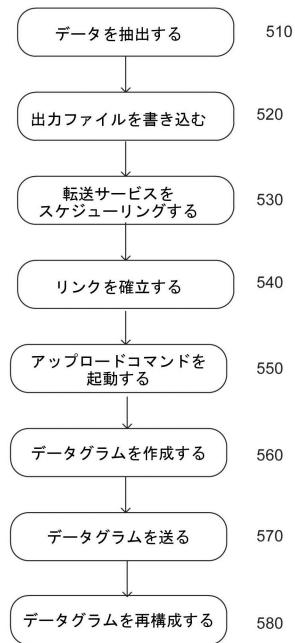 データを抽出する
510
出力ファイルを書き込む
520
転送サービスを
スケジューリングする
530
リンクを確立する
540
アップロードコマンドを
起動する
550
データグラムを作成する
560
データグラムを送る
570
データグラムを再構成する
580